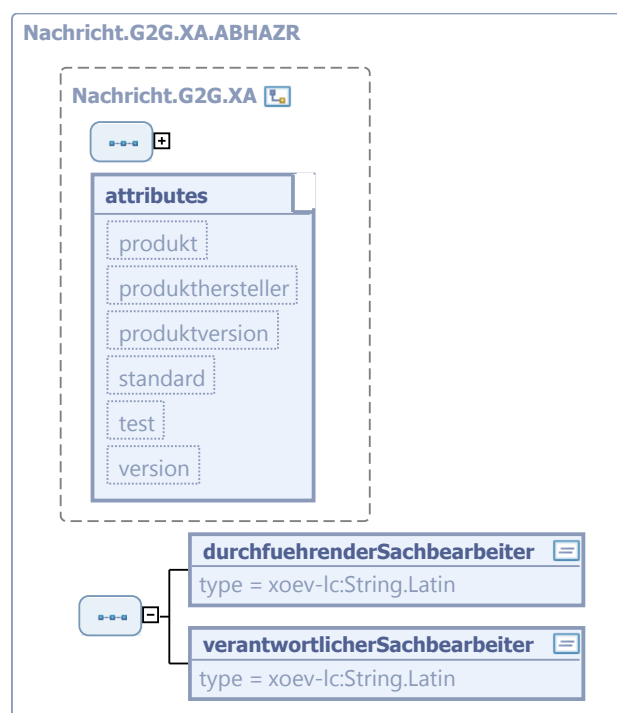 Nachricht.G2G.XA.ABHAZR
Nachricht.G2G.XA
attributes
produkt
produkthersteller
produktversion
standard
test
version
durchfuehrenderSachbearbeiter
type = xoev-lc:String.Latin
verantwortlicherSachbearbeiter
type = xoev-lc:String.Latin